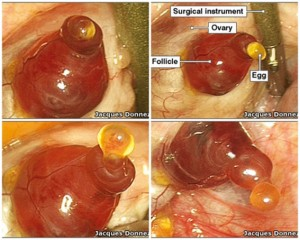 Jacques Donnez
Surgical instrument
Ovary
Follicle
Egg
Jacques Donnez
Jacques Donnez
Jacques Donnez